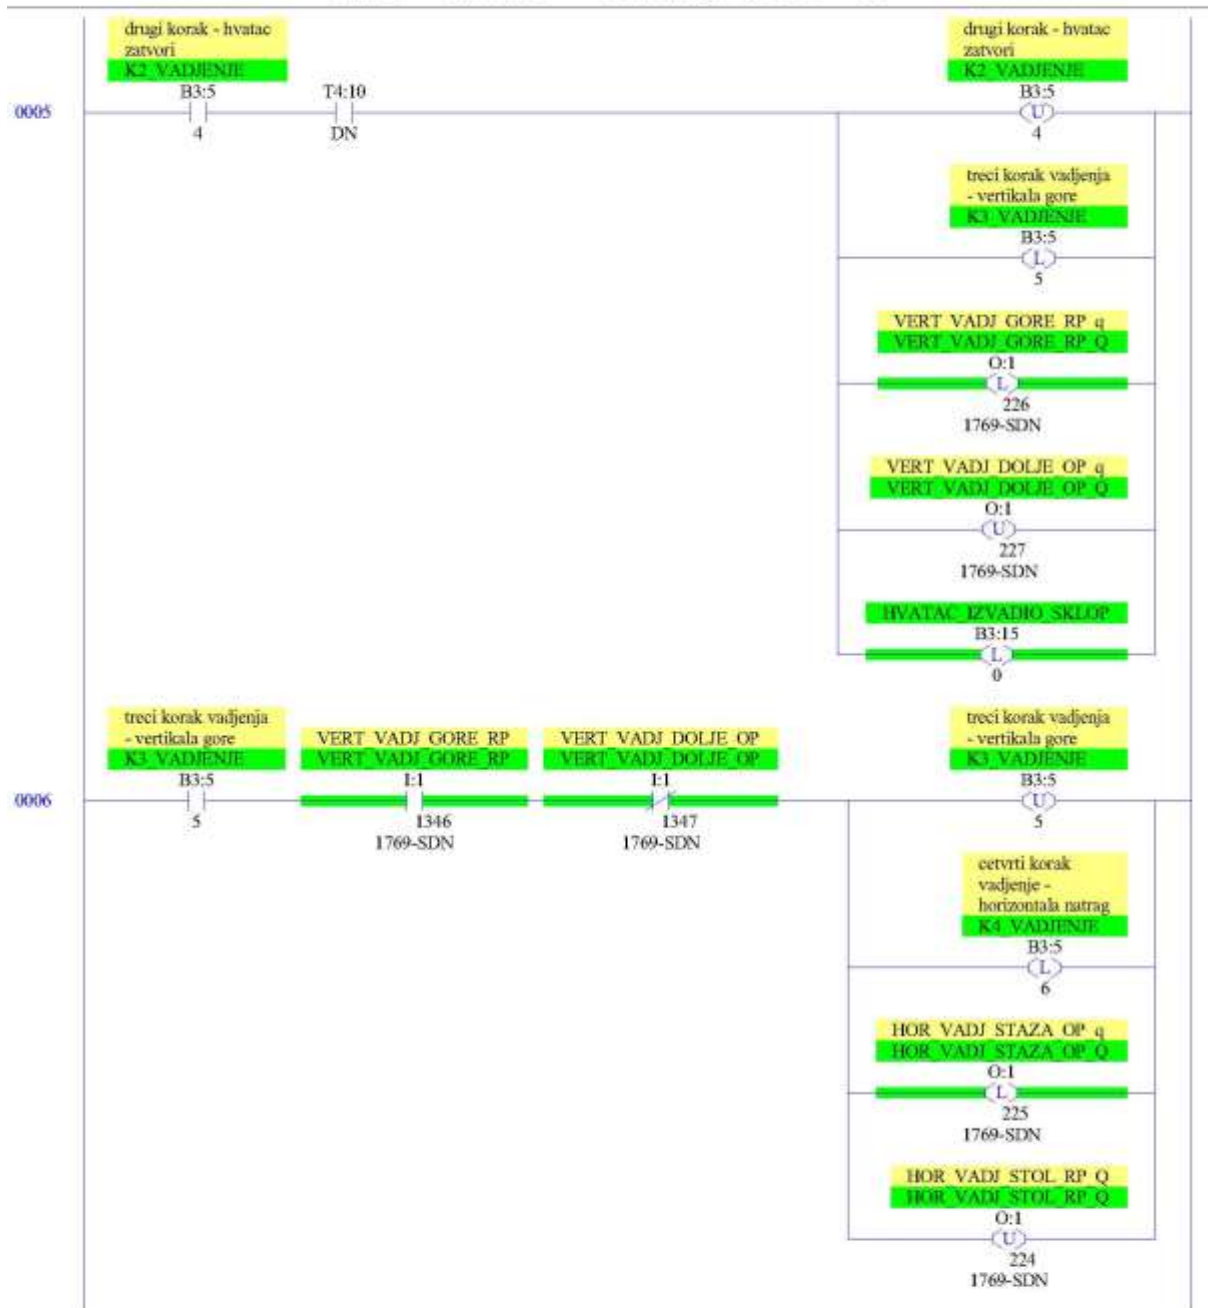 drugi korak - hvatac
zatvori
K2_VADJENJE
B3:5
4
T4:10
DN
drugi korak - hvatac
zatvori
K2_VADJENJE
B3:5
U
4
0005
treci korak vadjenja
- vertikala gore
K3_VADJENJE
B3:5
L
5
VERT_VADJ_GORE_RP_q
VERT_VADJ_GORE_RP_Q
O:1
L
226
1769-SDN
VERT_VADJ_DOLJE_OP_q
VERT_VADJ_DOLJE_OP_Q
O:1
U
227
1769-SDN
HVATAC_IZVADIO_SKLOP
B3:15
L
0
treci korak vadjenja
- vertikala gore
K3_VADJENJE
B3:5
5
VERT_VADJ_GORE_RP
VERT_VADJ_GORE_RP
I:1
1346
1769-SDN
VERT_VADJ_DOLJE_OP
VERT_VADJ_DOLJE_OP
I:1
1347
1769-SDN
treci korak vadjenja
- vertikala gore
K3_VADJENJE
B3:5
U
5
0006
cetvrti korak
vadjenje -
horizontala natrag
K4_VADJENJE
B3:5
L
6
HOR_VADJ_STAZA_OP_q
HOR_VADJ_STAZA_OP_Q
O:1
L
225
1769-SDN
HOR_VADJ_STOL_RP_Q
HOR_VADJ_STOL_RP_Q
O:1
U
224
1769-SDN